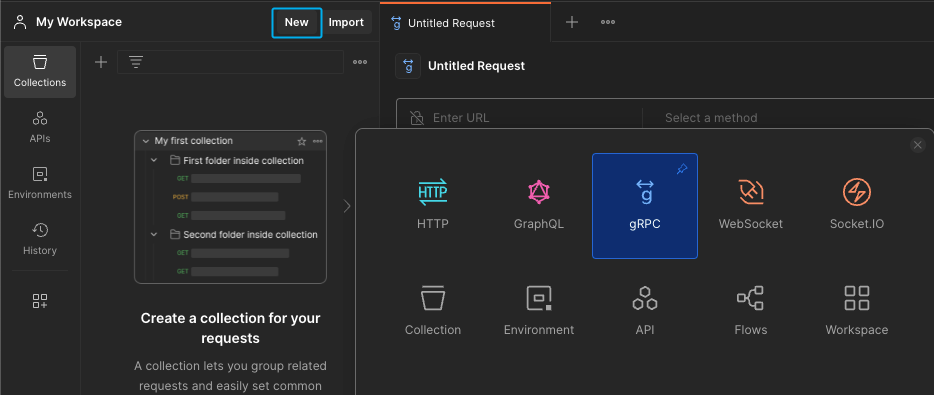 My Workspace
New
Import
Untitled Request
Collections
APIs
Environments
History
My first collection
First folder inside collection
GET
POST
GET
Second folder inside collection
GET
GET
Create a collection for your
requests
A collection lets you group related
requests and easily set common
g
Untitled Request
Enter URL
Select a method
HTTP
HTTP
GraphQL
g
gRPC
WebSocket
Socket.IO
Collection
Environment
API
Flows
Workspace